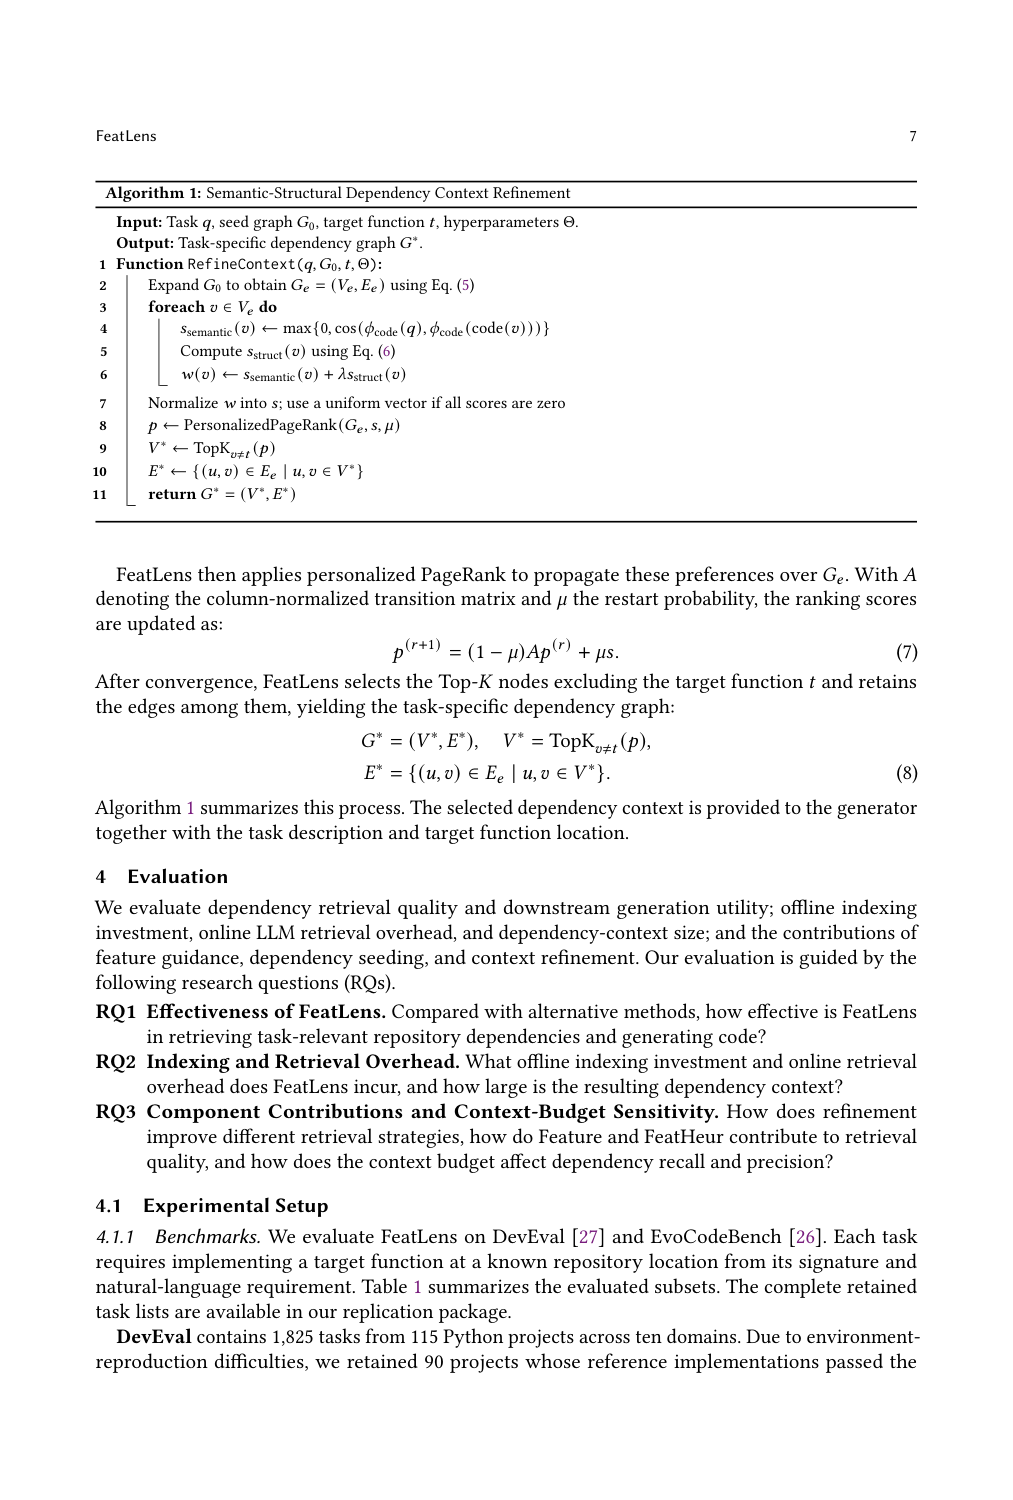 FeatLens 7
Algorithm 1: Semantic-Structural Dependency Context Refinement
Input: Task q, seed graph G₀, target function t, hyperparameters Θ.
Output: Task-specific dependency graph G*.
1 Function RefineContext(q, G₀, t, Θ):
2 Expand G₀ to obtain Gₑ = (Vₑ, Eₑ) using Eq. (5)
3 foreach v ∈ Vₑ do
4 s_semantic(v) ← max{0, cos(ϕ_code(q), ϕ_code(code(v)))}
5 Compute s_struct(v) using Eq. (6)
6 w(v) ← s_semantic(v) + λs_struct(v)
7 Normalize w into s; use a uniform vector if all scores are zero
8 p ← PersonalizedPageRank(Gₑ, s, μ)
9 V* ← TopK_{v≠t}(p)
10 E* ← {(u, v) ∈ Eₑ | u, v ∈ V*}
11 return G* = (V*, E*)
FeatLens then applies personalized PageRank to propagate these preferences over Gₑ. With A
denoting the column-normalized transition matrix and μ the restart probability, the ranking scores
are updated as:
p^{(r+1)} = (1 − μ)Ap^{(r)} + μs. (7)
After convergence, FeatLens selects the Top-K nodes excluding the target function t and retains
the edges among them, yielding the task-specific dependency graph:
G* = (V*, E*), V* = TopK_{v≠t}(p),
E* = {(u, v) ∈ Eₑ | u, v ∈ V*}. (8)
Algorithm 1 summarizes this process. The selected dependency context is provided to the generator
together with the task description and target function location.
4 Evaluation
We evaluate dependency retrieval quality and downstream generation utility; offline indexing
investment, online LLM retrieval overhead, and dependency-context size; and the contributions of
feature guidance, dependency seeding, and context refinement. Our evaluation is guided by the
following research questions (RQs).
RQ1 Effectiveness of FeatLens. Compared with alternative methods, how effective is FeatLens
in retrieving task-relevant repository dependencies and generating code?
RQ2 Indexing and Retrieval Overhead. What offline indexing investment and online retrieval
overhead does FeatLens incur, and how large is the resulting dependency context?
RQ3 Component Contributions and Context-Budget Sensitivity. How does refinement
improve different retrieval strategies, how do Feature and FeatHeur contribute to retrieval
quality, and how does the context budget affect dependency recall and precision?
4.1 Experimental Setup
4.1.1 Benchmarks. We evaluate FeatLens on DevEval [27] and EvoCodeBench [26]. Each task
requires implementing a target function at a known repository location from its signature and
natural-language requirement. Table 1 summarizes the evaluated subsets. The complete retained
task lists are available in our replication package.
DevEval contains 1,825 tasks from 115 Python projects across ten domains. Due to environment-
reproduction difficulties, we retained 90 projects whose reference implementations passed the